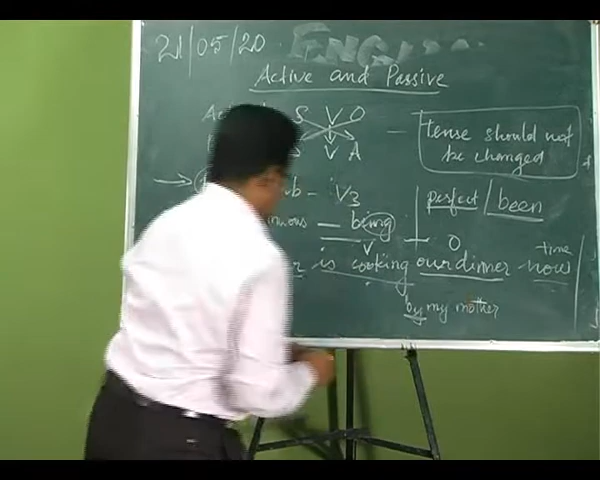 21/05/20
Active and Passive
S V O
V A
Tense should not
be changed
V3
perfect / been
being
V O time
is cooking our dinner now
by my mother